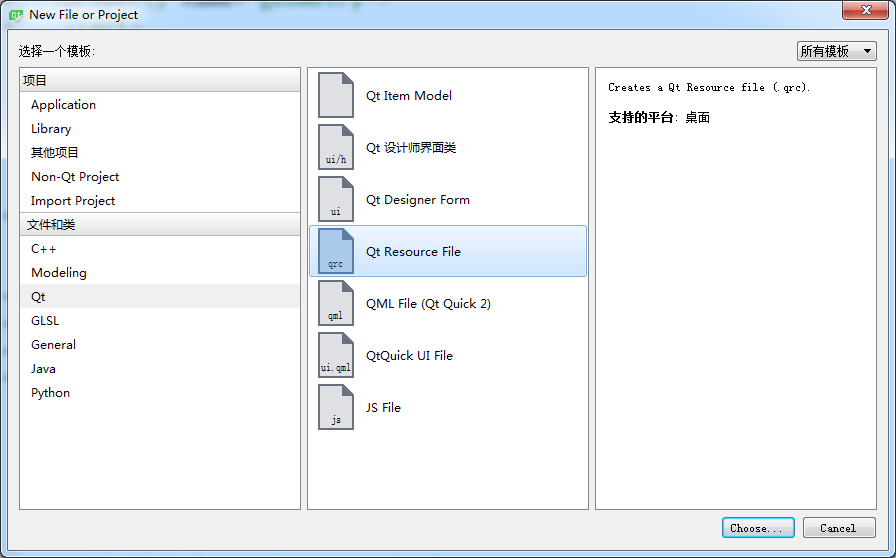 New File or Project
选择一个模板:
所有模板
项目
Application
Library
其他项目
Non-Qt Project
Import Project
文件和类
C++
Modeling
Qt
GLSL
General
Java
Python
Qt Item Model
ui/h
Qt 设计师界面类
ui
Qt Designer Form
qrc
Qt Resource File
qml
QML File (Qt Quick 2)
ui.qml
QtQuick UI File
js
JS File
Creates a Qt Resource file (.qrc).
支持的平台: 桌面
Choose...
Cancel